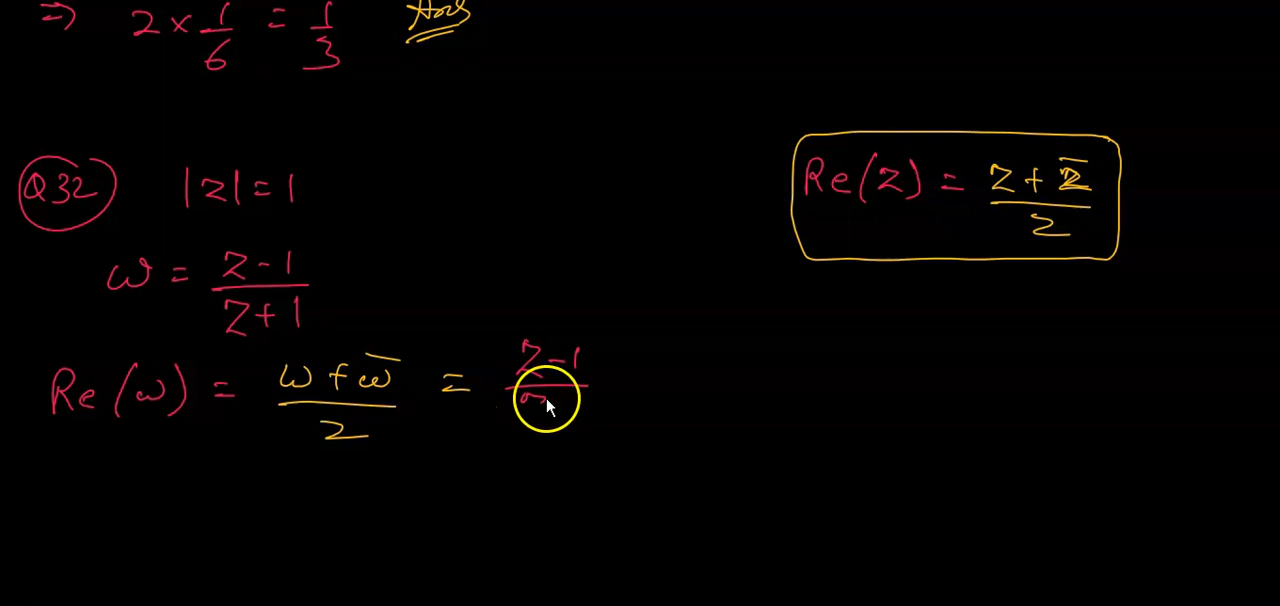 ⇒ 2 × 1/6 = 1/3 Ans
Q32 |z| = 1
Re(z) = (z + z̅)/2
ω = (z - 1)/(z + 1)
Re(ω) = (ω + ω̅)/2 = (z - 1)/